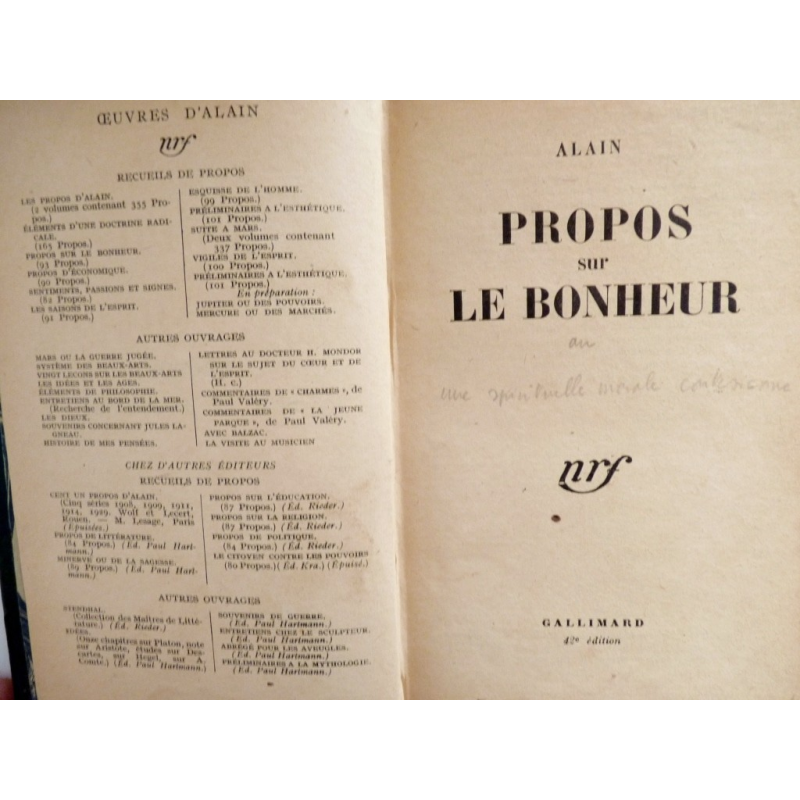 ŒUVRES D'ALAIN
nrf
RECUEILS DE PROPOS
LES PROPOS D'ALAIN.
(2 volumes contenant 355 Pro-
pos.)
ÉLÉMENTS D'UNE DOCTRINE RADI-
CALE.
(165 Propos.)
PROPOS SUR LE BONHEUR.
(93 Propos.)
PROPOS D'ÉCONOMIQUE.
(90 Propos.)
SENTIMENTS, PASSIONS ET SIGNES.
(82 Propos.)
LES SAISONS DE L'ESPRIT.
(91 Propos.)
ESQUISSE DE L'HOMME.
(99 Propos.)
PRÉLIMINAIRES A L'ESTHÉTIQUE.
(101 Propos.)
SUITE A MARS.
(Deux volumes contenant
337 Propos.)
VIGILES DE L'ESPRIT.
(100 Propos.)
PRÉLIMINAIRES A L'ESTHÉTIQUE.
(101 Propos.)
En préparation :
JUPITER OU DES POUVOIRS.
MERCURE OU DES MARCHÉS.
AUTRES OUVRAGES
MARS OU LA GUERRE JUGÉE.
SYSTÈME DES BEAUX-ARTS.
VINGT LEÇONS SUR LES BEAUX-ARTS
LES IDÉES ET LES AGES.
ÉLÉMENTS DE PHILOSOPHIE.
ENTRETIENS AU BORD DE LA MER.
(Recherche de l'entendement.)
LES DIEUX.
SOUVENIRS CONCERNANT JULES LA-
GNEAU.
HISTOIRE DE MES PENSÉES.
LETTRES AU DOCTEUR H. MONDOR
SUR LE SUJET DU CŒUR ET DE
L'ESPRIT.
(H. c.)
COMMENTAIRES DE « CHARMES », de
Paul Valéry.
COMMENTAIRES DE « LA JEUNE
PARQUE », de Paul Valéry.
AVEC BALZAC.
LA VISITE AU MUSICIEN
CHEZ D'AUTRES ÉDITEURS
RECUEILS DE PROPOS
CENT UN PROPOS D'ALAIN.
(Cinq séries 1908, 1909, 1911,
1914, 1929. Wolf et Lecerf,
Rouen. — M. Lesage, Paris
(Épuisées.)
PROPOS DE LITTÉRATURE.
(84 Propos.) (Éd. Paul Hart-
mann.)
MINERVE OU DE LA SAGESSE.
(89 Propos.) (Éd. Paul Hart-
mann.)
PROPOS SUR L'ÉDUCATION.
(87 Propos.) (Éd. Rieder.)
PROPOS SUR LA RELIGION.
(87 Propos.) (Éd. Rieder.)
PROPOS DE POLITIQUE.
(84 Propos.) (Éd. Rieder.)
LE CITOYEN CONTRE LES POUVOIRS
(80 Propos.) (Éd. Kra.) (Épuisé.)
AUTRES OUVRAGES
STENDHAL.
(Collection des Maîtres de Litté-
rature.) (Éd. Rieder.)
IDÉES.
(Onze chapitres sur Platon, note
sur Aristote, études sur Des-
cartes, sur Hegel, sur A.
Comte.) (Éd. Paul Hartmann.)
SOUVENIRS DE GUERRE.
(Éd. Paul Hartmann.)
ENTRETIENS CHEZ LE SCULPTEUR.
(Éd. Paul Hartmann.)
ABRÉGÉ POUR LES AVEUGLES.
(Éd. Paul Hartmann.)
PRÉLIMINAIRES A LA MYTHOLOGIE.
(Éd. Paul Hartmann.)
ALAIN
PROPOS
sur
LE BONHEUR
ou
une spirituelle morale
nrf
GALLIMARD
42e édition